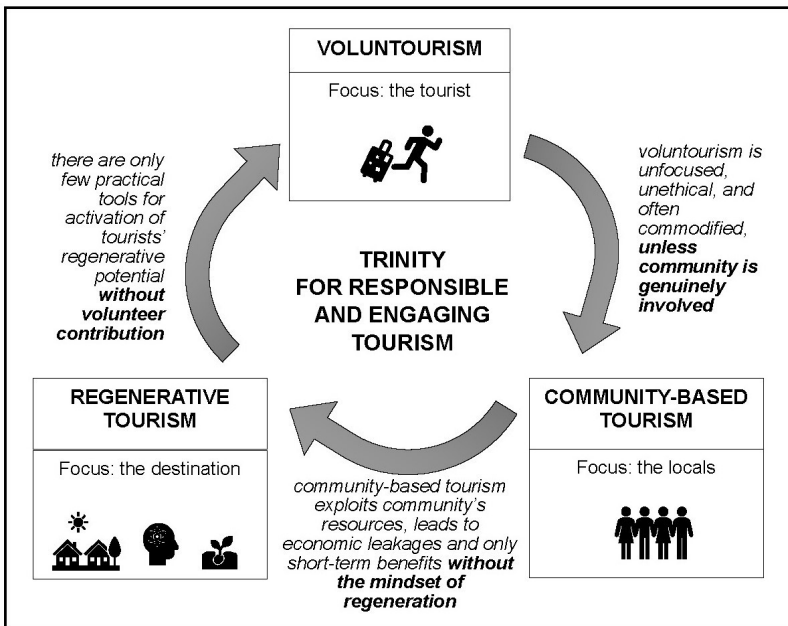 VOLUNTOURISM
Focus: the tourist
there are only
few practical
tools for
activation of
tourists'
regenerative
potential
without
volunteer
contribution
voluntourism is
unfocused,
unethical, and
often
commodified,
unless
community is
genuinely
involved
TRINITY
FOR RESPONSIBLE
AND ENGAGING
TOURISM
REGENERATIVE
TOURISM
Focus: the destination
COMMUNITY-BASED
TOURISM
Focus: the locals
community-based tourism
exploits community's
resources, leads to
economic leakages and only
short-term benefits without
the mindset of
regeneration